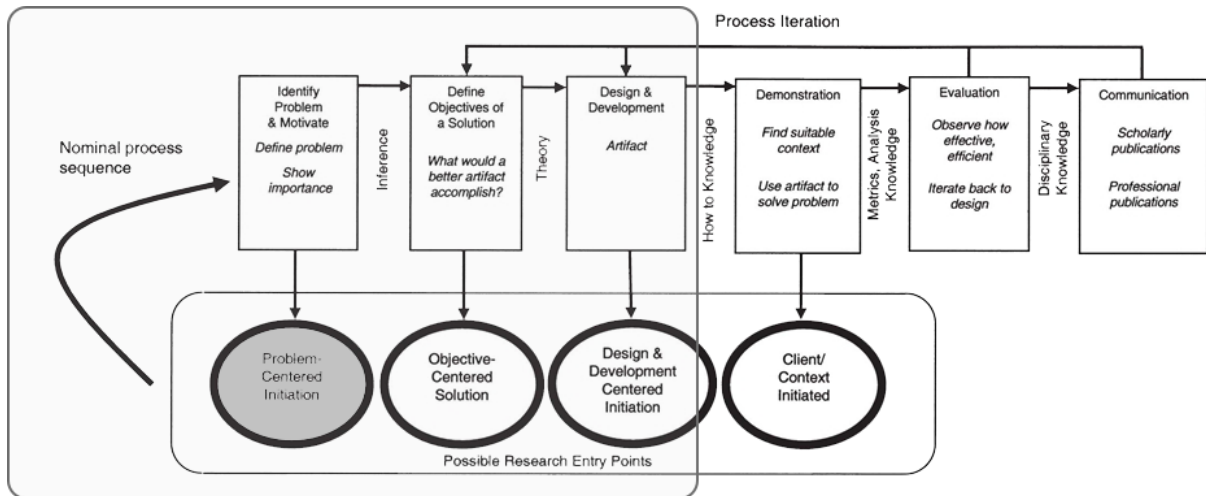 Process Iteration
Nominal process
sequence
Identify
Problem
& Motivate
Define problem
Show
importance
Inference
Define
Objectives of
a Solution
What would a
better artifact
accomplish?
Theory
Design &
Development
Artifact
How to Knowledge
Demonstration
Find suitable
context
Use artifact to
solve problem
Metrics, Analysis
Knowledge
Evaluation
Observe how
effective,
efficient
Iterate back to
design
Disciplinary
Knowledge
Communication
Scholarly
publications
Professional
publications
Problem-
Centered
Initiation
Objective-
Centered
Solution
Design &
Development
Centered
Initiation
Client/
Context
Initiated
Possible Research Entry Points